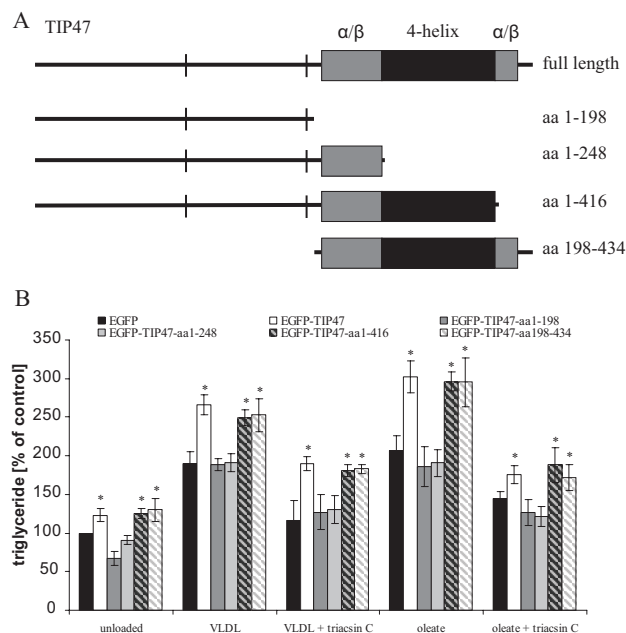 A
TIP47
α/β 4-helix α/β
full length
aa 1-198
aa 1-248
aa 1-416
aa 198-434
B
EGFP EGFP-TIP47 EGFP-TIP47-aa1-198
EGFP-TIP47-aa1-248 EGFP-TIP47-aa1-416 EGFP-TIP47-aa198-434
triglyceride [% of control]
350
300
250
200
150
100
50
0
* * *
* * *
* * *
* * *
* * *
unloaded VLDL VLDL + triacsin C oleate oleate + triacsin C